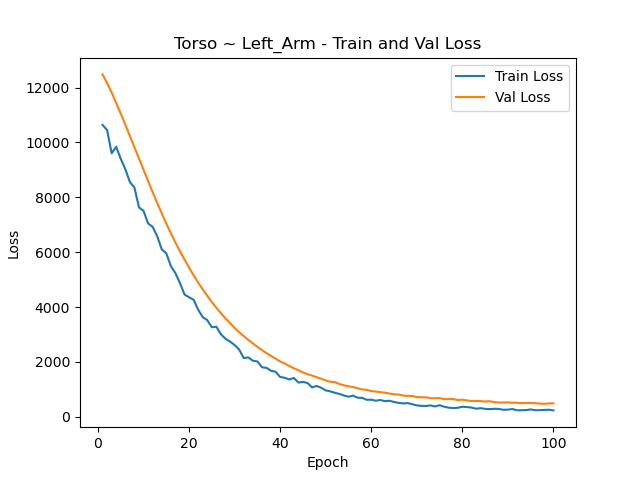 Torso ~ Left_Arm - Train and Val Loss
Train Loss
Val Loss
12000
10000
8000
6000
4000
2000
0
Loss
0 20 40 60 80 100
Epoch